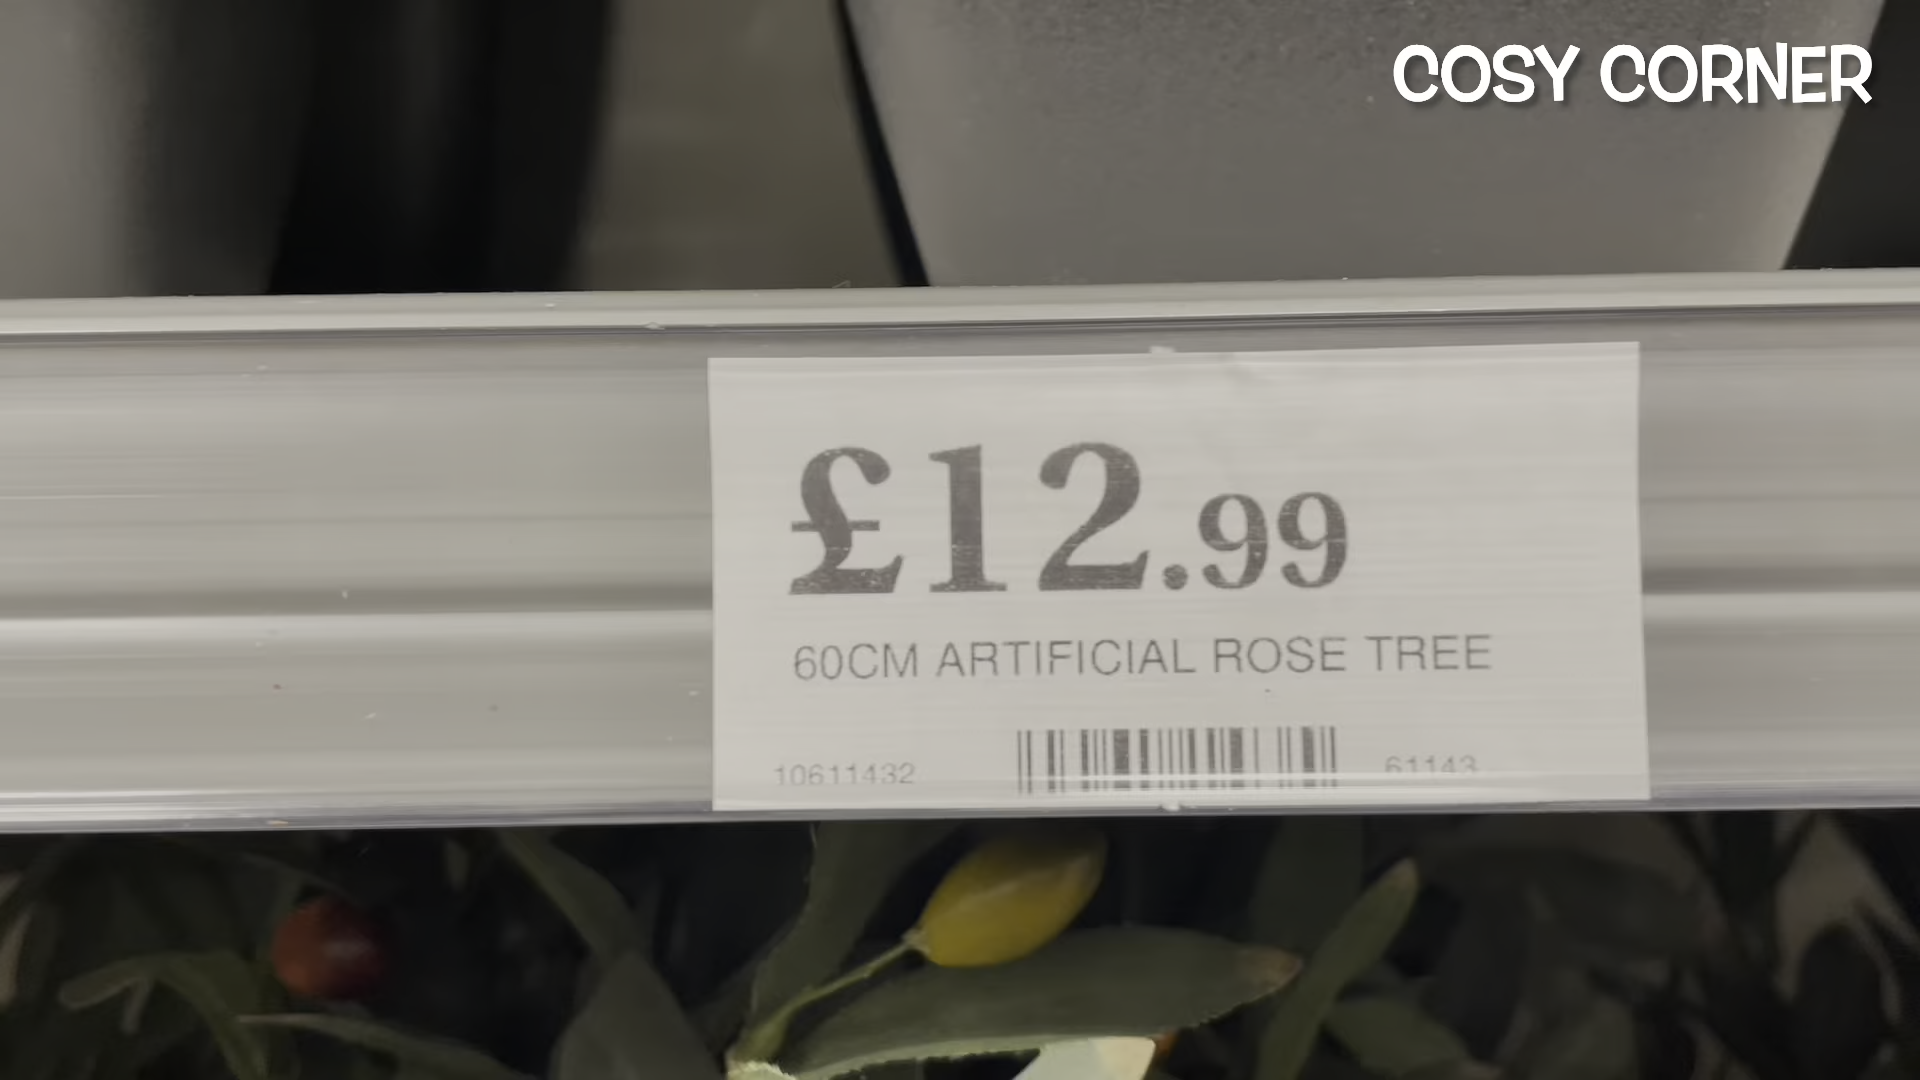 COSY CORNER
£12.99
60CM ARTIFICIAL ROSE TREE
10611432
61143